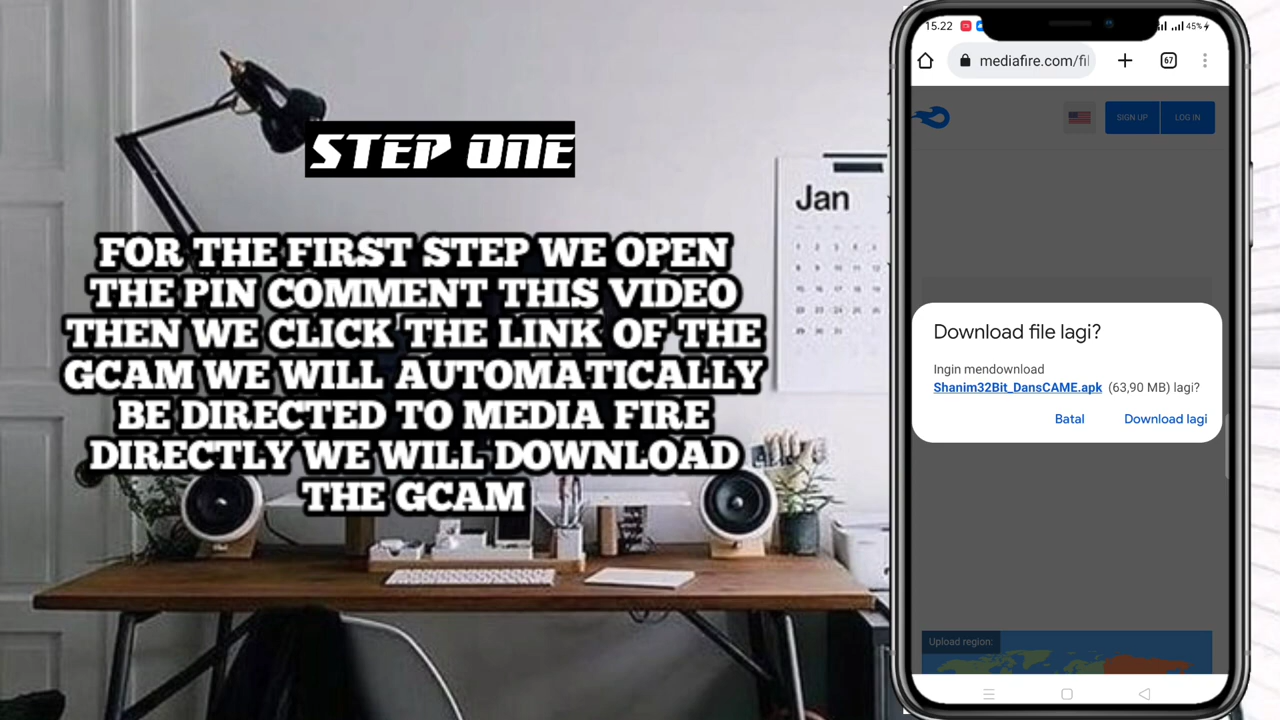 STEP ONE
FOR THE FIRST STEP WE OPEN
THE PIN COMMENT THIS VIDEO
THEN WE CLICK THE LINK OF THE
GCAM WE WILL AUTOMATICALLY
BE DIRECTED TO MEDIA FIRE
DIRECTLY WE WILL DOWNLOAD
THE GCAM
Jan
15.22
45%
mediafire.com/fil
67
SIGN UP
LOG IN
Download file lagi?
Ingin mendownload
Shanim32Bit_DansCAME.apk (63,90 MB) lagi?
Batal
Download lagi
Upload region: